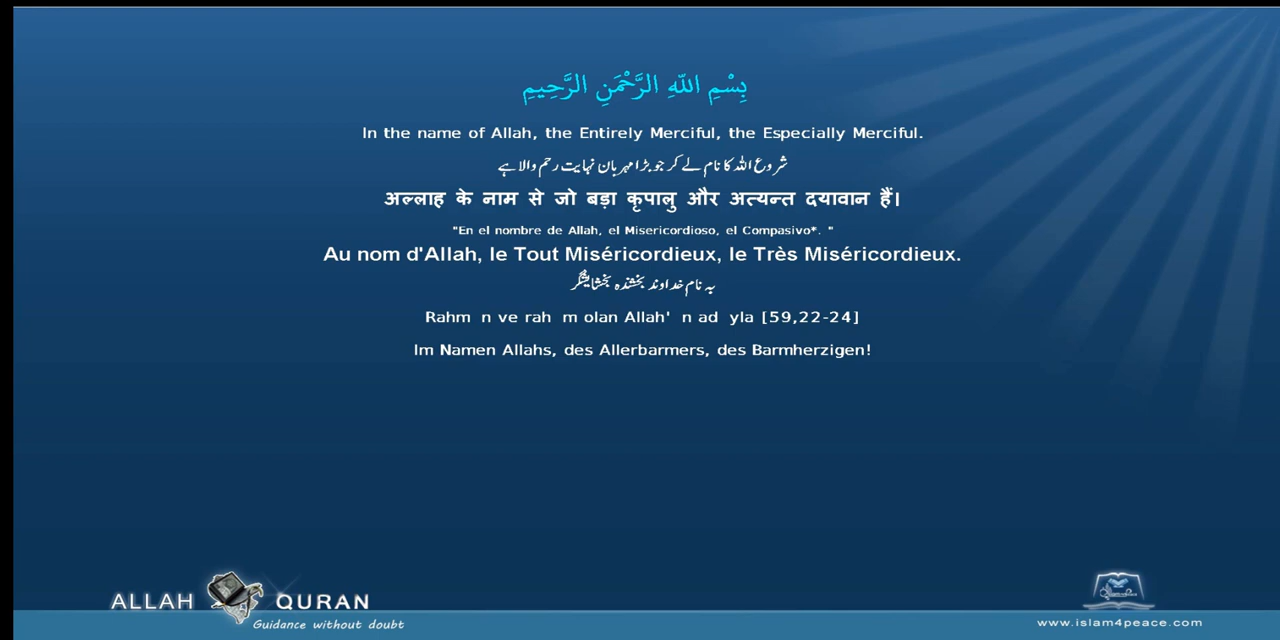 بِسْمِ اللّٰهِ الرَّحْمَنِ الرَّحِيمِ
In the name of Allah, the Entirely Merciful, the Especially Merciful.
شروع اللہ کا نام لے کر جو بڑا مہربان نہایت رحم والا ہے
अल्लाह के नाम से जो बड़ा कृपालु और अत्यन्त दयावान हैं।
"En el nombre de Allah, el Misericordioso, el Compasivo*. "
Au nom d'Allah, le Tout Miséricordieux, le Très Miséricordieux.
به نام خداوند بخشنده بخشایشگر
Rahm n ve rah m olan Allah' n ad yla [59,22-24]
Im Namen Allahs, des Allerbarmers, des Barmherzigen!
ALLAH QURAN
Guidance without doubt
www.islam4peace.com